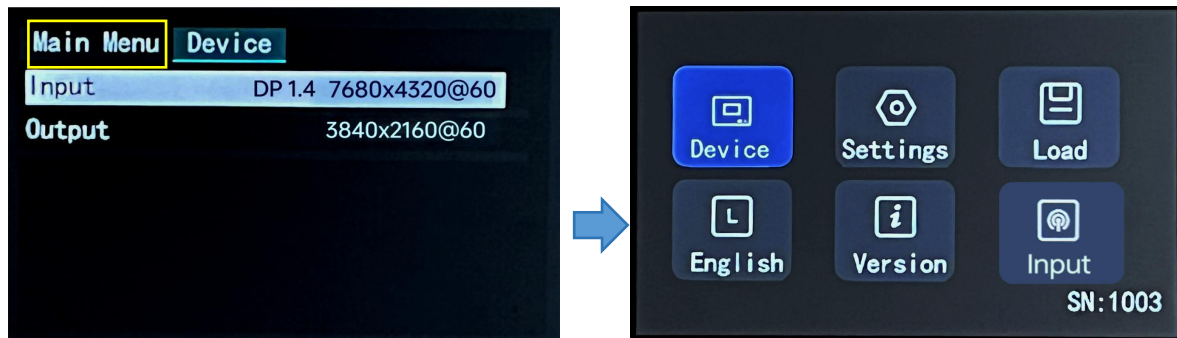 Main Menu Device
Input DP 1.4 7680x4320@60
Output 3840x2160@60
Device Settings Load
English Version Input
SN:1003